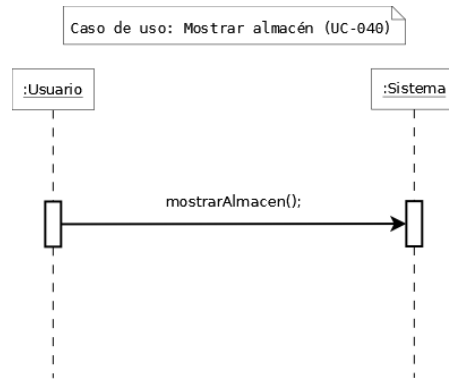 Caso de uso: Mostrar almacén (UC-040)
:Usuario
:Sistema
mostrarAlmacen();